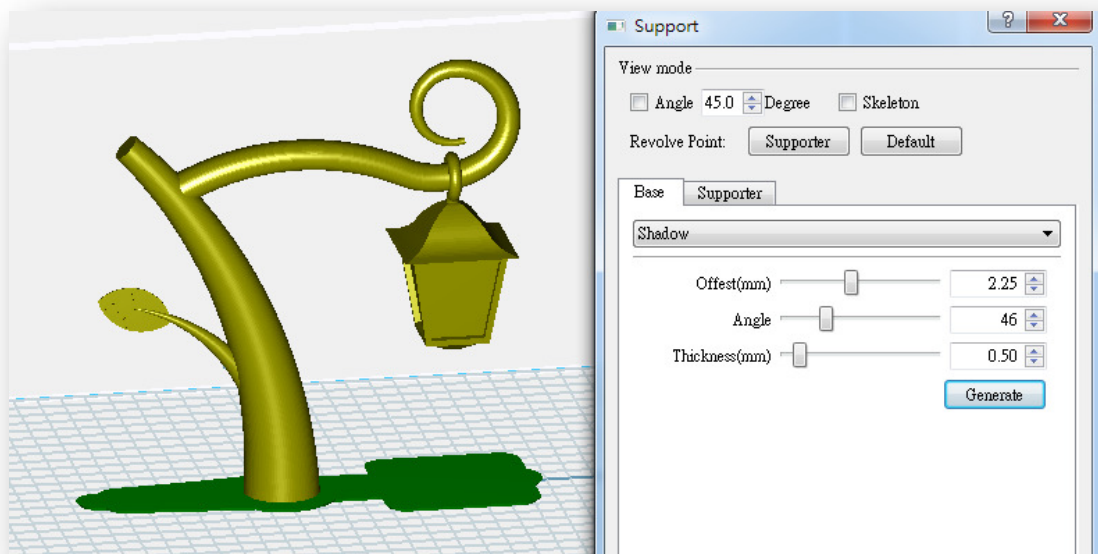 Support
View mode
Angle 45.0 Degree Skeleton
Revolve Point: Supporter Default
Base Supporter
Shadow
Offest(mm) 2.25
Angle 46
Thickness(mm) 0.50
Generate